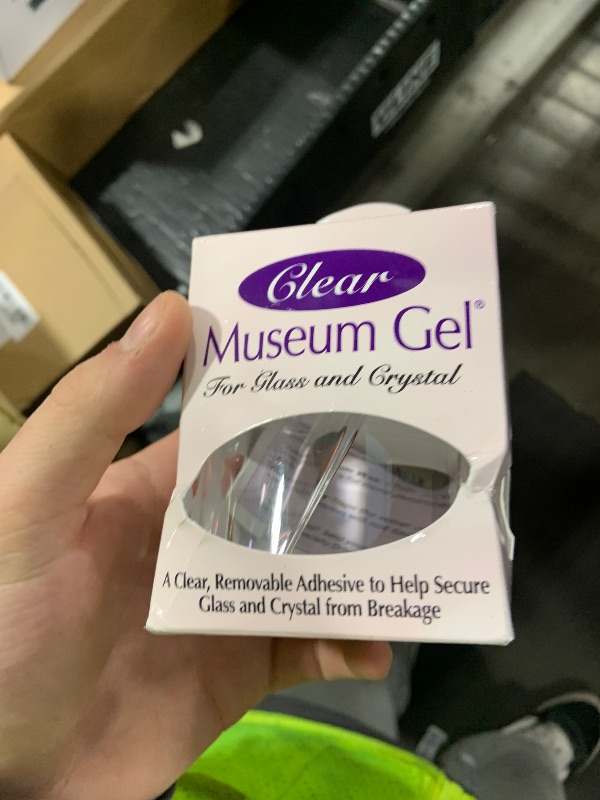 Clear
Museum Gel®
For Glass and Crystal
A Clear, Removable Adhesive to Help Secure
Glass and Crystal from Breakage